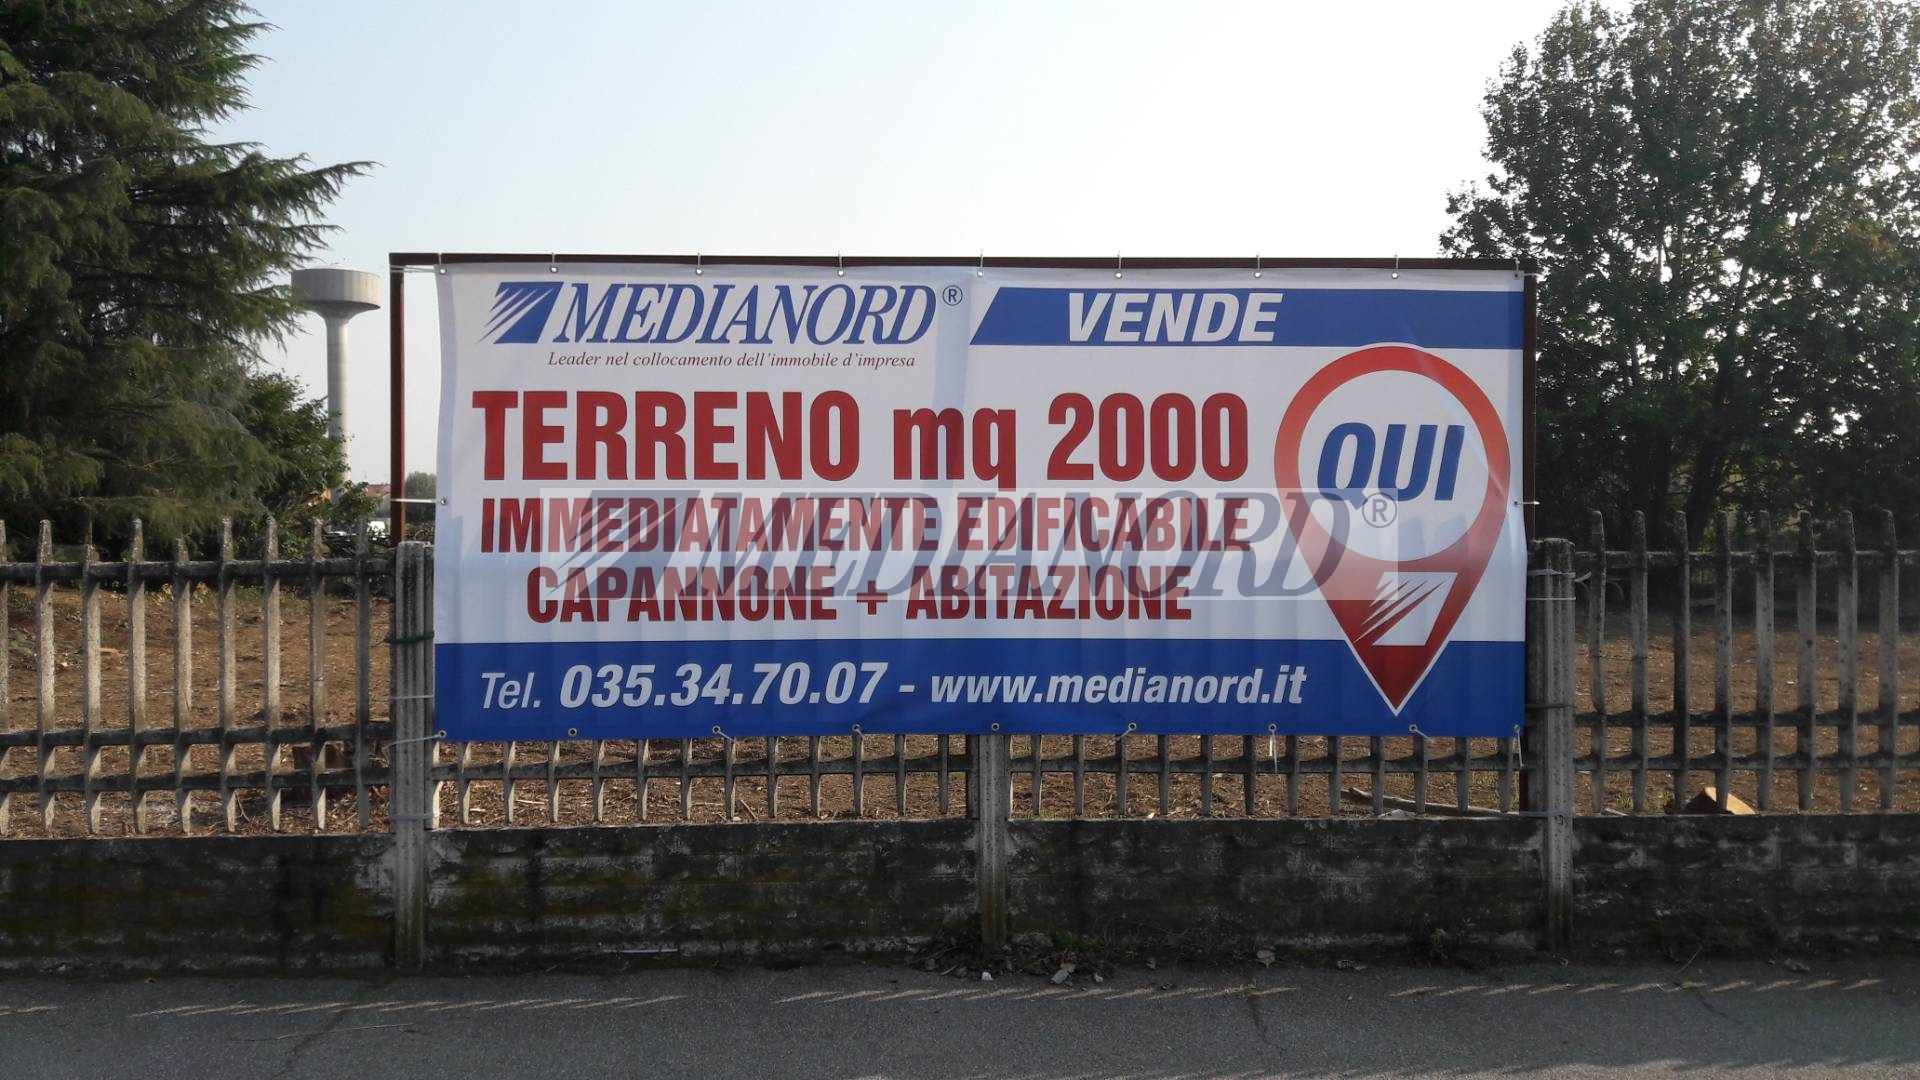 MEDIANORD®
Leader nel collocamento dell'immobile d'impresa
VENDE
TERRENO mq 2000
IMMEDIATAMENTE EDIFICABILE
CAPANNONE + ABITAZIONE
QUI
Tel. 035.34.70.07 - www.medianord.it
MEDIANORD®